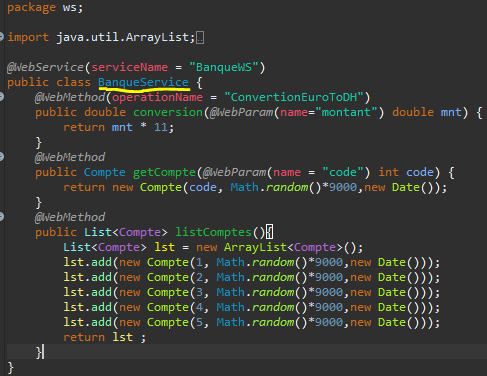 package ws;
import java.util.ArrayList;
@WebService(serviceName = "BanqueWS")
public class BanqueService {
@WebMethod(operationName = "ConvertionEuroToDH")
public double conversion(@WebParam(name="montant") double mnt) {
return mnt * 11;
}
@WebMethod
public Compte getCompte(@WebParam(name = "code") int code) {
return new Compte(code, Math.random()*9000,new Date());
}
@WebMethod
public List<Compte> listComptes(){
List<Compte> lst = new ArrayList<Compte>();
lst.add(new Compte(1, Math.random()*9000,new Date()));
lst.add(new Compte(2, Math.random()*9000,new Date()));
lst.add(new Compte(3, Math.random()*9000,new Date()));
lst.add(new Compte(4, Math.random()*9000,new Date()));
lst.add(new Compte(5, Math.random()*9000,new Date()));
return lst ;
}
}